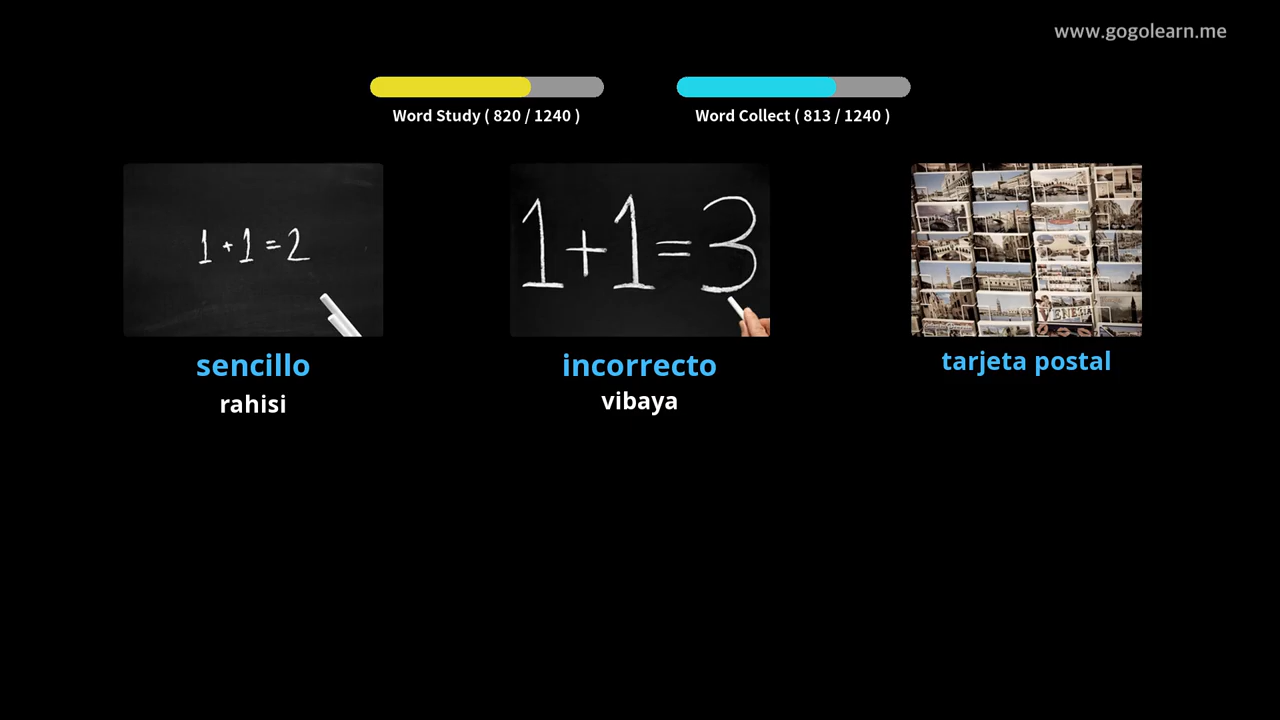 www.gogolearn.me
Word Study ( 820 / 1240 )
Word Collect ( 813 / 1240 )
1+1=2
1+1=3
VENEZIA
sencillo
incorrecto
tarjeta postal
rahisi
vibaya